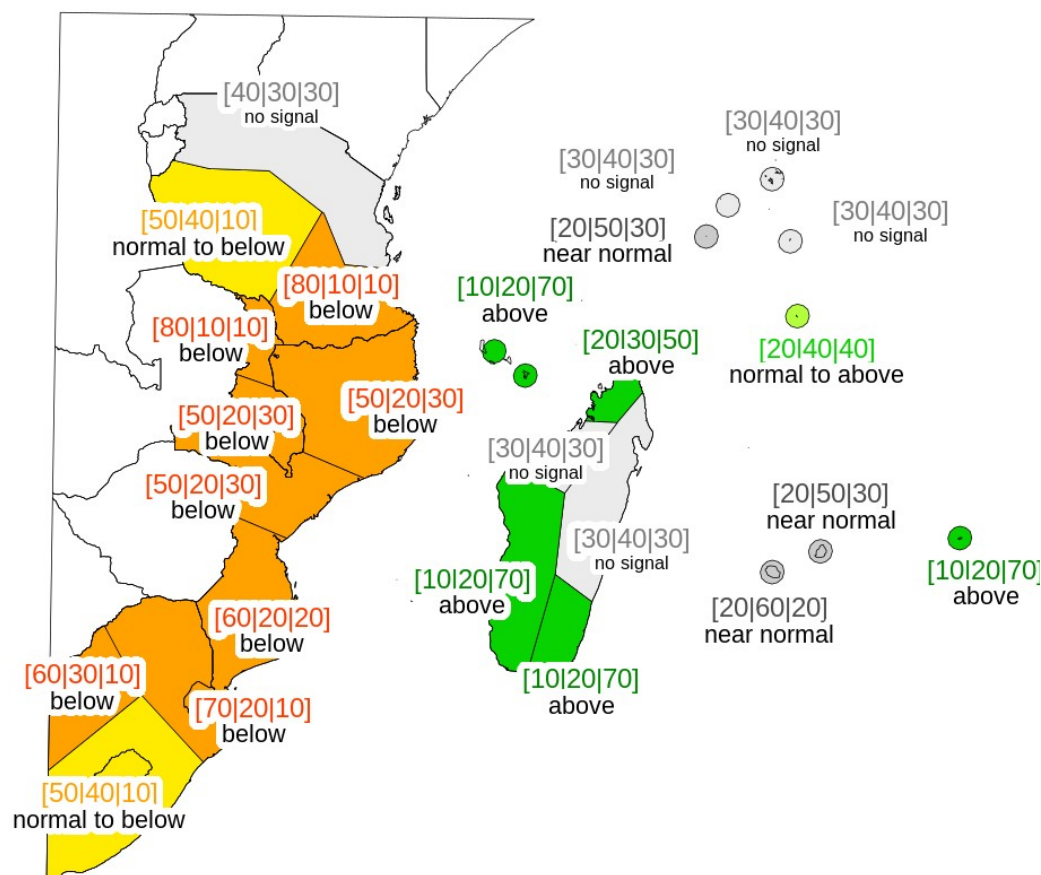 [40|30|30]
no signal
[30|40|30]
no signal
[30|40|30]
no signal
[50|40|10]
normal to below
[20|50|30]
near normal
[30|40|30]
no signal
[80|10|10]
below
[10|20|70]
above
[80|10|10]
below
[20|30|50]
above
[20|40|40]
normal to above
[50|20|30]
below
[50|20|30]
below
[30|40|30]
no signal
[50|20|30]
below
[20|50|30]
near normal
[30|40|30]
no signal
[10|20|70]
above
[10|20|70]
above
[60|20|20]
below
[20|60|20]
near normal
[60|30|10]
below
[70|20|10]
below
[10|20|70]
above
[50|40|10]
normal to below